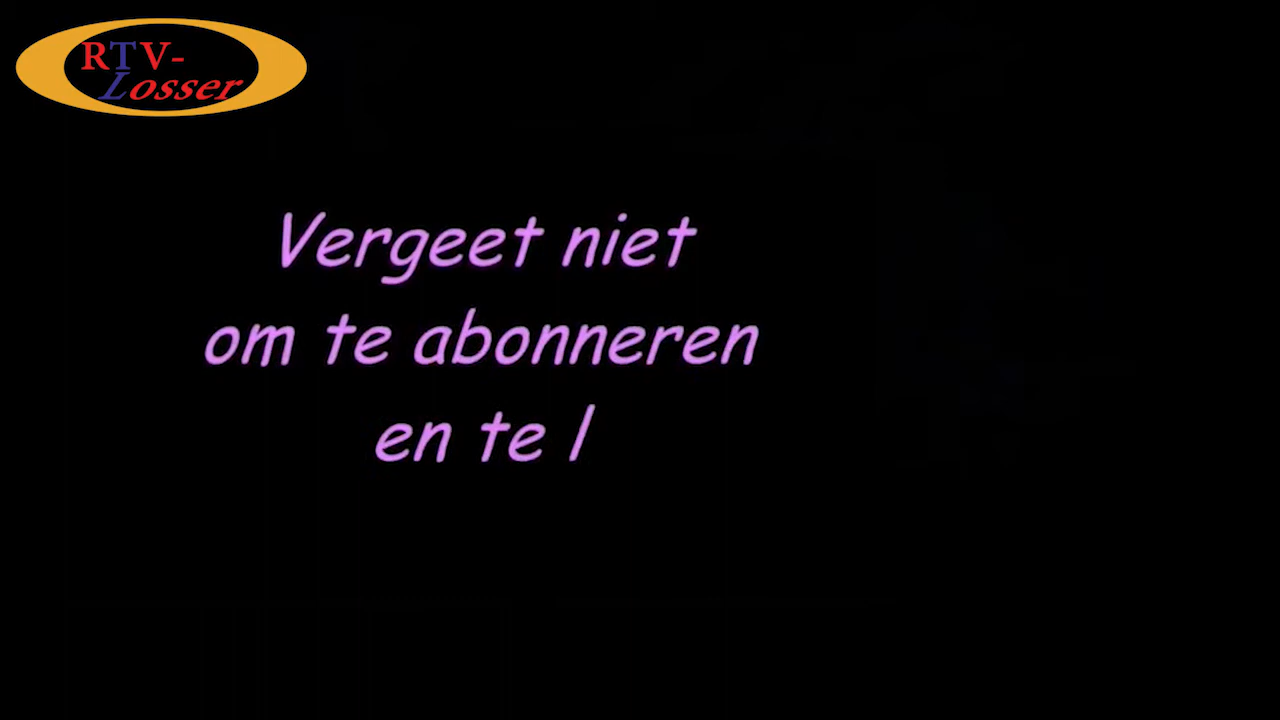 RTV-
Losser
Vergeet niet
om te abonneren
en te l